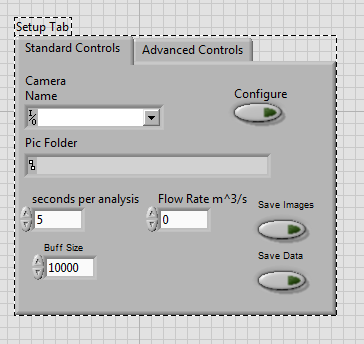 Setup Tab
Standard Controls Advanced Controls
Camera
Name
Configure
I/O
Pic Folder
seconds per analysis Flow Rate m^3/s
5 0
Save Images
Buff Size
10000
Save Data